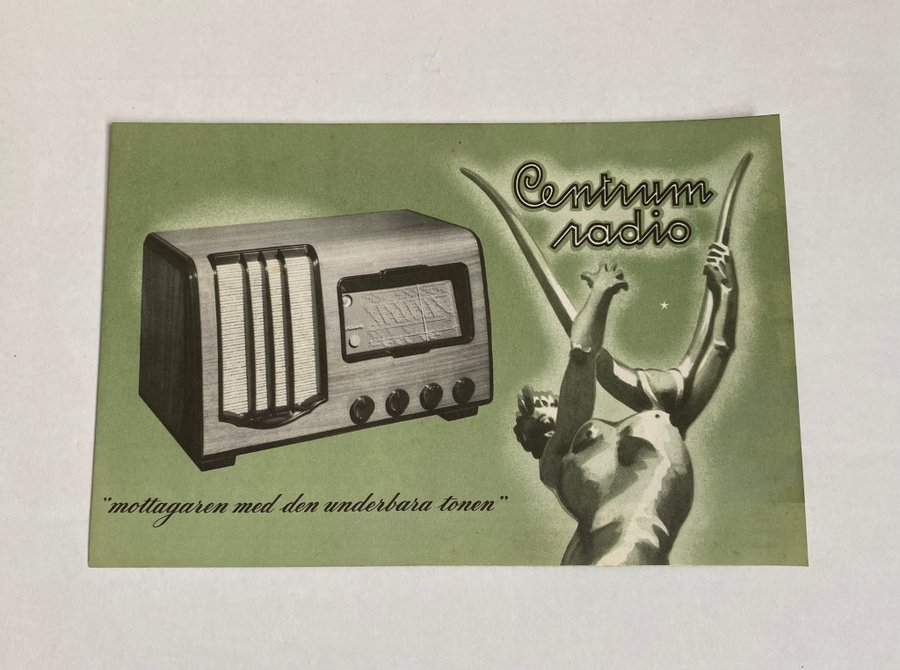 Centrum
radio
"mottagaren med den underbara tonen"